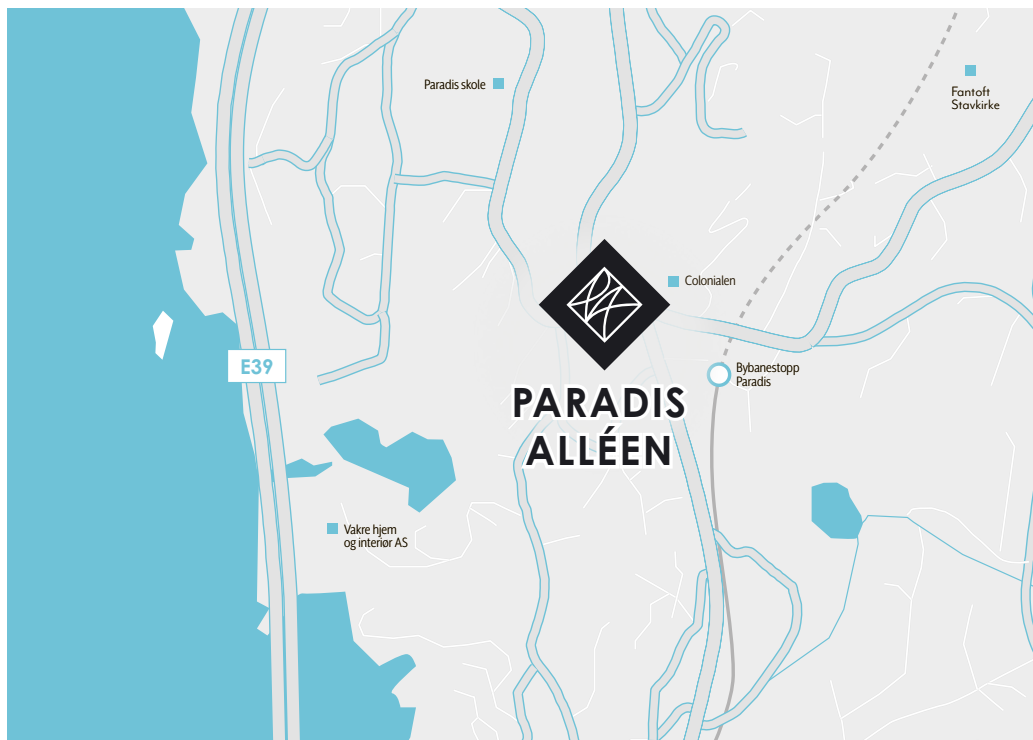 Paradis skole
Fantoft
Stavkirke
Colonialen
E39
Bybanestopp
Paradis
PARADIS
ALLÉEN
Vakre hjem
og interiør AS